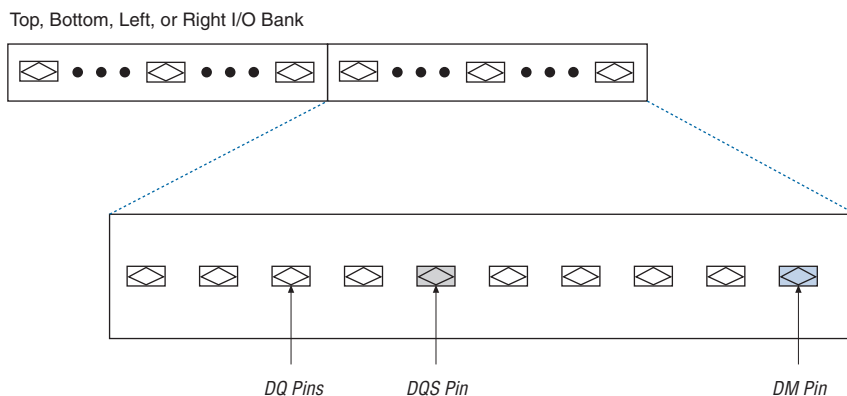 Top, Bottom, Left, or Right I/O Bank
DQ Pins
DQS Pin
DM Pin